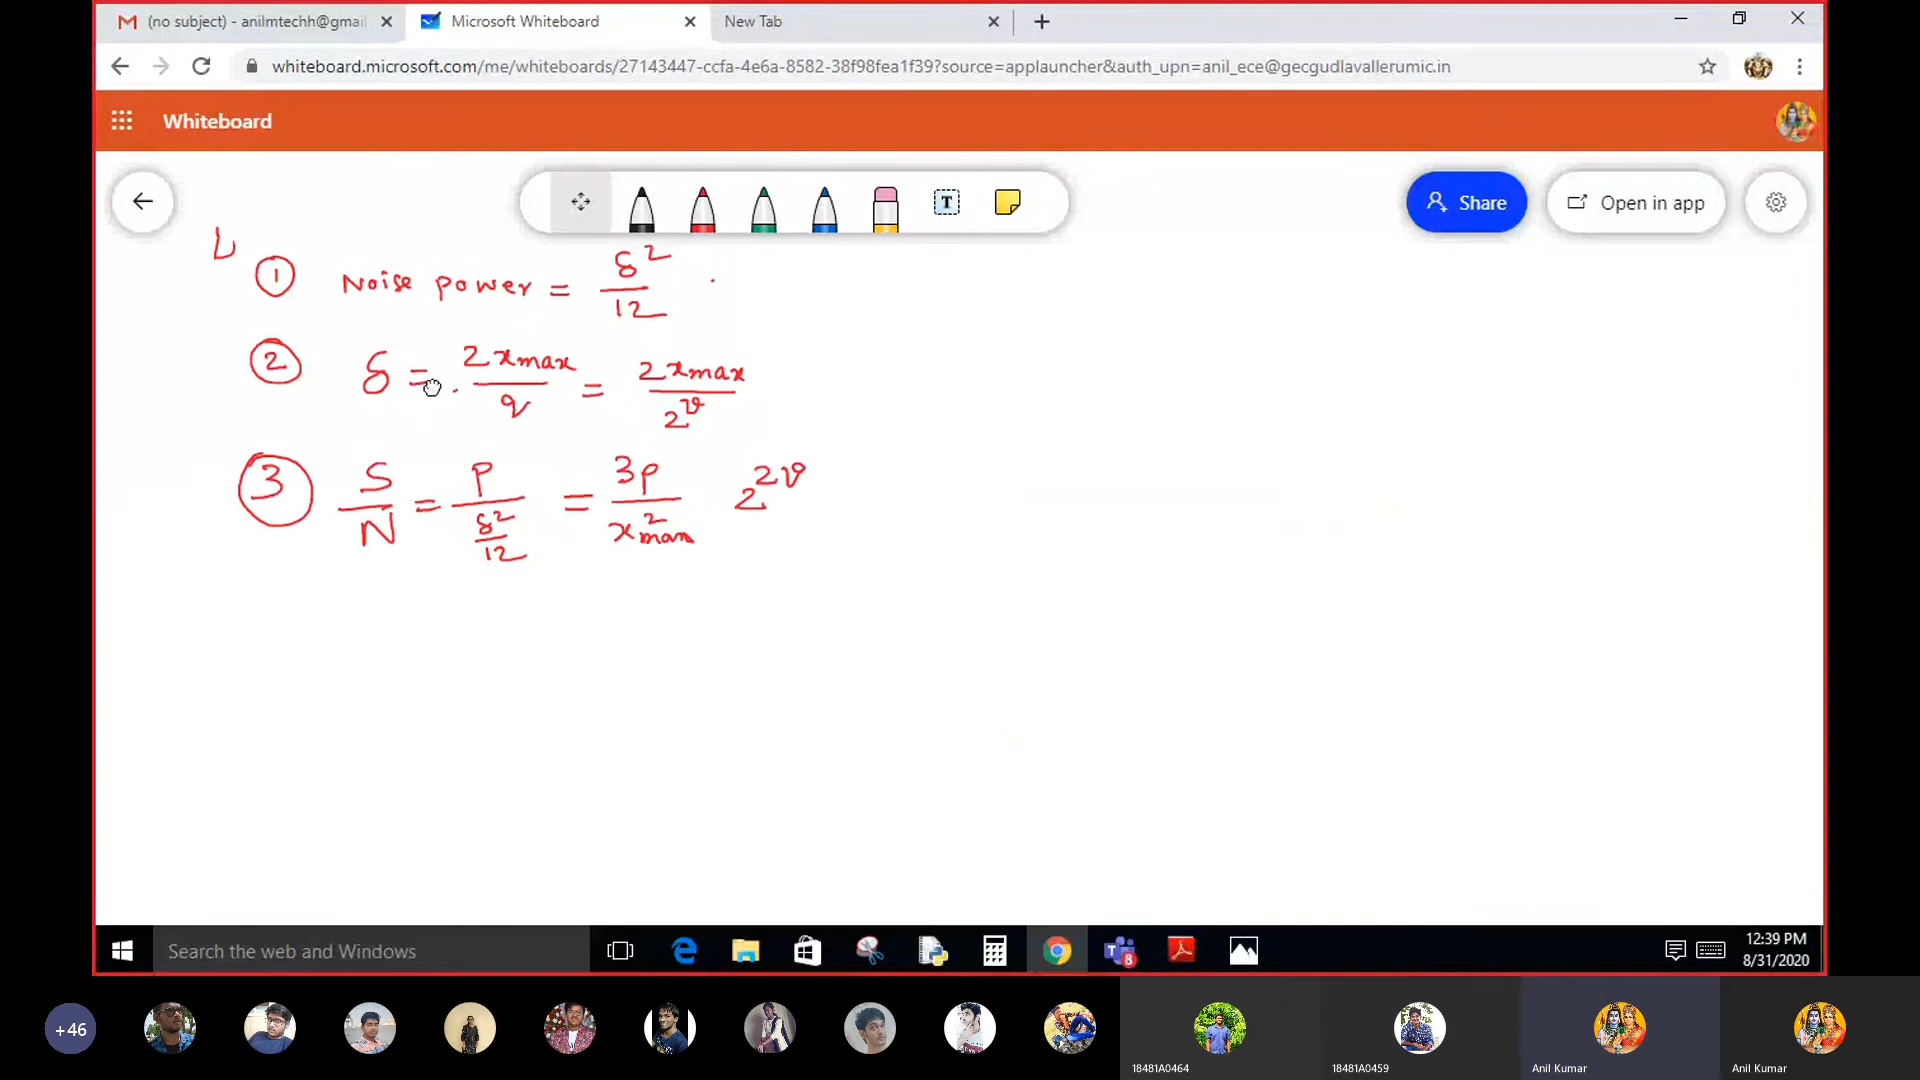 (no subject) - anilmtechh@gmail
Microsoft Whiteboard
New Tab
whiteboard.microsoft.com/me/whiteboards/27143447-ccfa-4e6a-8582-38f98fea1f39?source=applauncher&auth_upn=anil_ece@gecgudlavallerumic.in
Whiteboard
T
Share
Open in app
① Noise power = δ²/12
② δ = 2xmax/q = 2xmax/2^v
③ S/N = P/(δ²/12) = 3P/x²max 2^2v
Search the web and Windows
8
12:39 PM
8/31/2020
+46
18481A0464
18481A0459
Anil Kumar
Anil Kumar